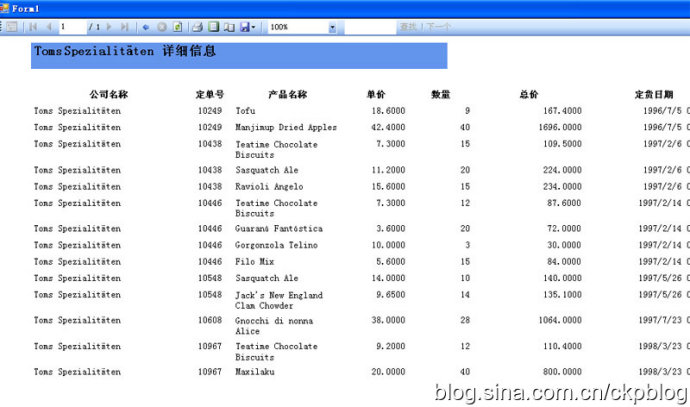 Form1
1 / 1 100% 查找 | 下一个
Toms Spezialitäten 详细信息
公司名称 定单号 产品名称 单价 数量 总价 定货日期
Toms Spezialitäten 10249 Tofu 18.6000 9 167.4000 1996/7/5 0
Toms Spezialitäten 10249 Manjimup Dried Apples 42.4000 40 1696.0000 1996/7/5 0
Toms Spezialitäten 10438 Teatime Chocolate 7.3000 15 109.5000 1997/2/6 0
Biscuits
Toms Spezialitäten 10438 Sasquatch Ale 11.2000 20 224.0000 1997/2/6 0
Toms Spezialitäten 10438 Ravioli Angelo 15.6000 15 234.0000 1997/2/6 0
Toms Spezialitäten 10446 Teatime Chocolate 7.3000 12 87.6000 1997/2/14 0
Biscuits
Toms Spezialitäten 10446 Guaraná Fantástica 3.6000 20 72.0000 1997/2/14 0
Toms Spezialitäten 10446 Gorgonzola Telino 10.0000 3 30.0000 1997/2/14 0
Toms Spezialitäten 10446 Filo Mix 5.6000 15 84.0000 1997/2/14 0
Toms Spezialitäten 10548 Sasquatch Ale 14.0000 10 140.0000 1997/5/26 0
Toms Spezialitäten 10548 Jack's New England 9.6500 14 135.1000 1997/5/26 0
Clam Chowder
Toms Spezialitäten 10608 Gnocchi di nonna 38.0000 28 1064.0000 1997/7/23 0
Alice
Toms Spezialitäten 10967 Teatime Chocolate 9.2000 12 110.4000 1998/3/23 0
Biscuits
Toms Spezialitäten 10967 Maxilaku 20.0000 40 800.0000 1998/3/23 0
blog.sina.com.cn/ckpblog